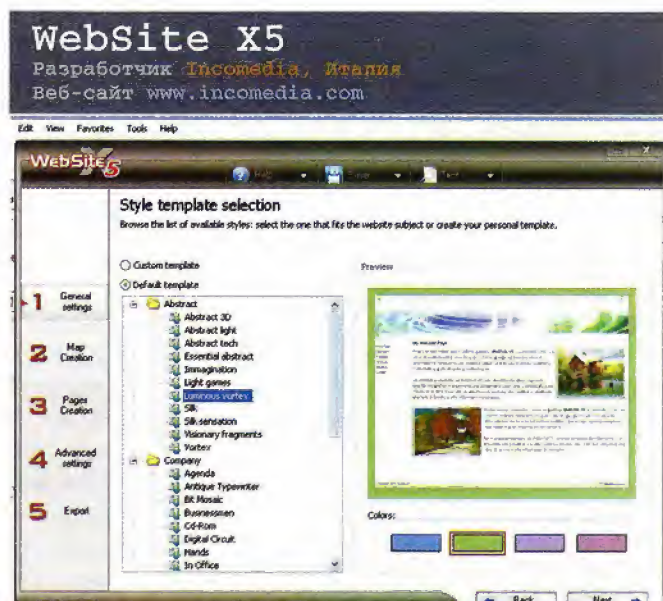 WebSite X5
Разработчик Incomedia, Италия
Веб-сайт www.incomedia.com
Edit View Favorites Tools Help
WebSite X5
Help Save Test
Style template selection
Browse the list of available styles: select the one that fits the website subject or create your personal template.
Custom template
Preview
Default template
1 General settings
2 Map Creation
3 Pages Creation
4 Advanced settings
5 Export
Abstract
Abstract 3D
Abstract light
Abstract tech
Essential abstract
Immagination
Light games
Luminous vortex
Silk
Silk sensation
Visionary fragments
Vortex
Company
Agenda
Antique Typewriter
Bit Mosaic
Businessmen
Cd-Rom
Digital Circuit
Hands
In Office
Colors:
Back Next